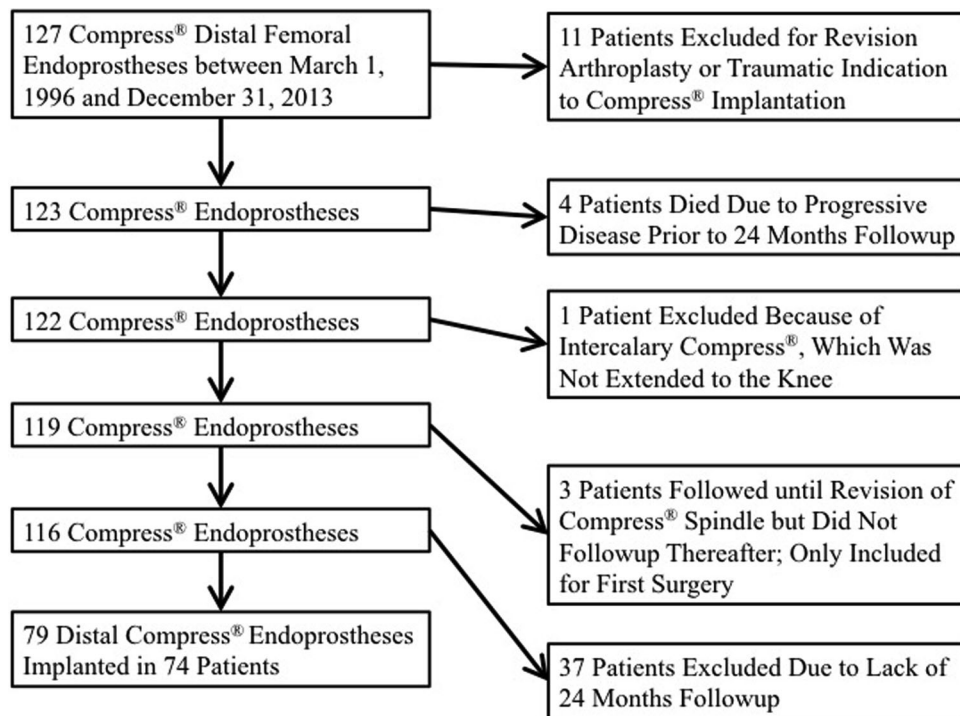 127 Compress® Distal Femoral
Endoprostheses between March 1,
1996 and December 31, 2013
11 Patients Excluded for Revision
Arthroplasty or Traumatic Indication
to Compress® Implantation
123 Compress® Endoprostheses
4 Patients Died Due to Progressive
Disease Prior to 24 Months Followup
122 Compress® Endoprostheses
1 Patient Excluded Because of
Intercalary Compress®, Which Was
Not Extended to the Knee
119 Compress® Endoprostheses
3 Patients Followed until Revision of
Compress® Spindle but Did Not
Followup Thereafter; Only Included
for First Surgery
116 Compress® Endoprostheses
37 Patients Excluded Due to Lack of
24 Months Followup
79 Distal Compress® Endoprostheses
Implanted in 74 Patients